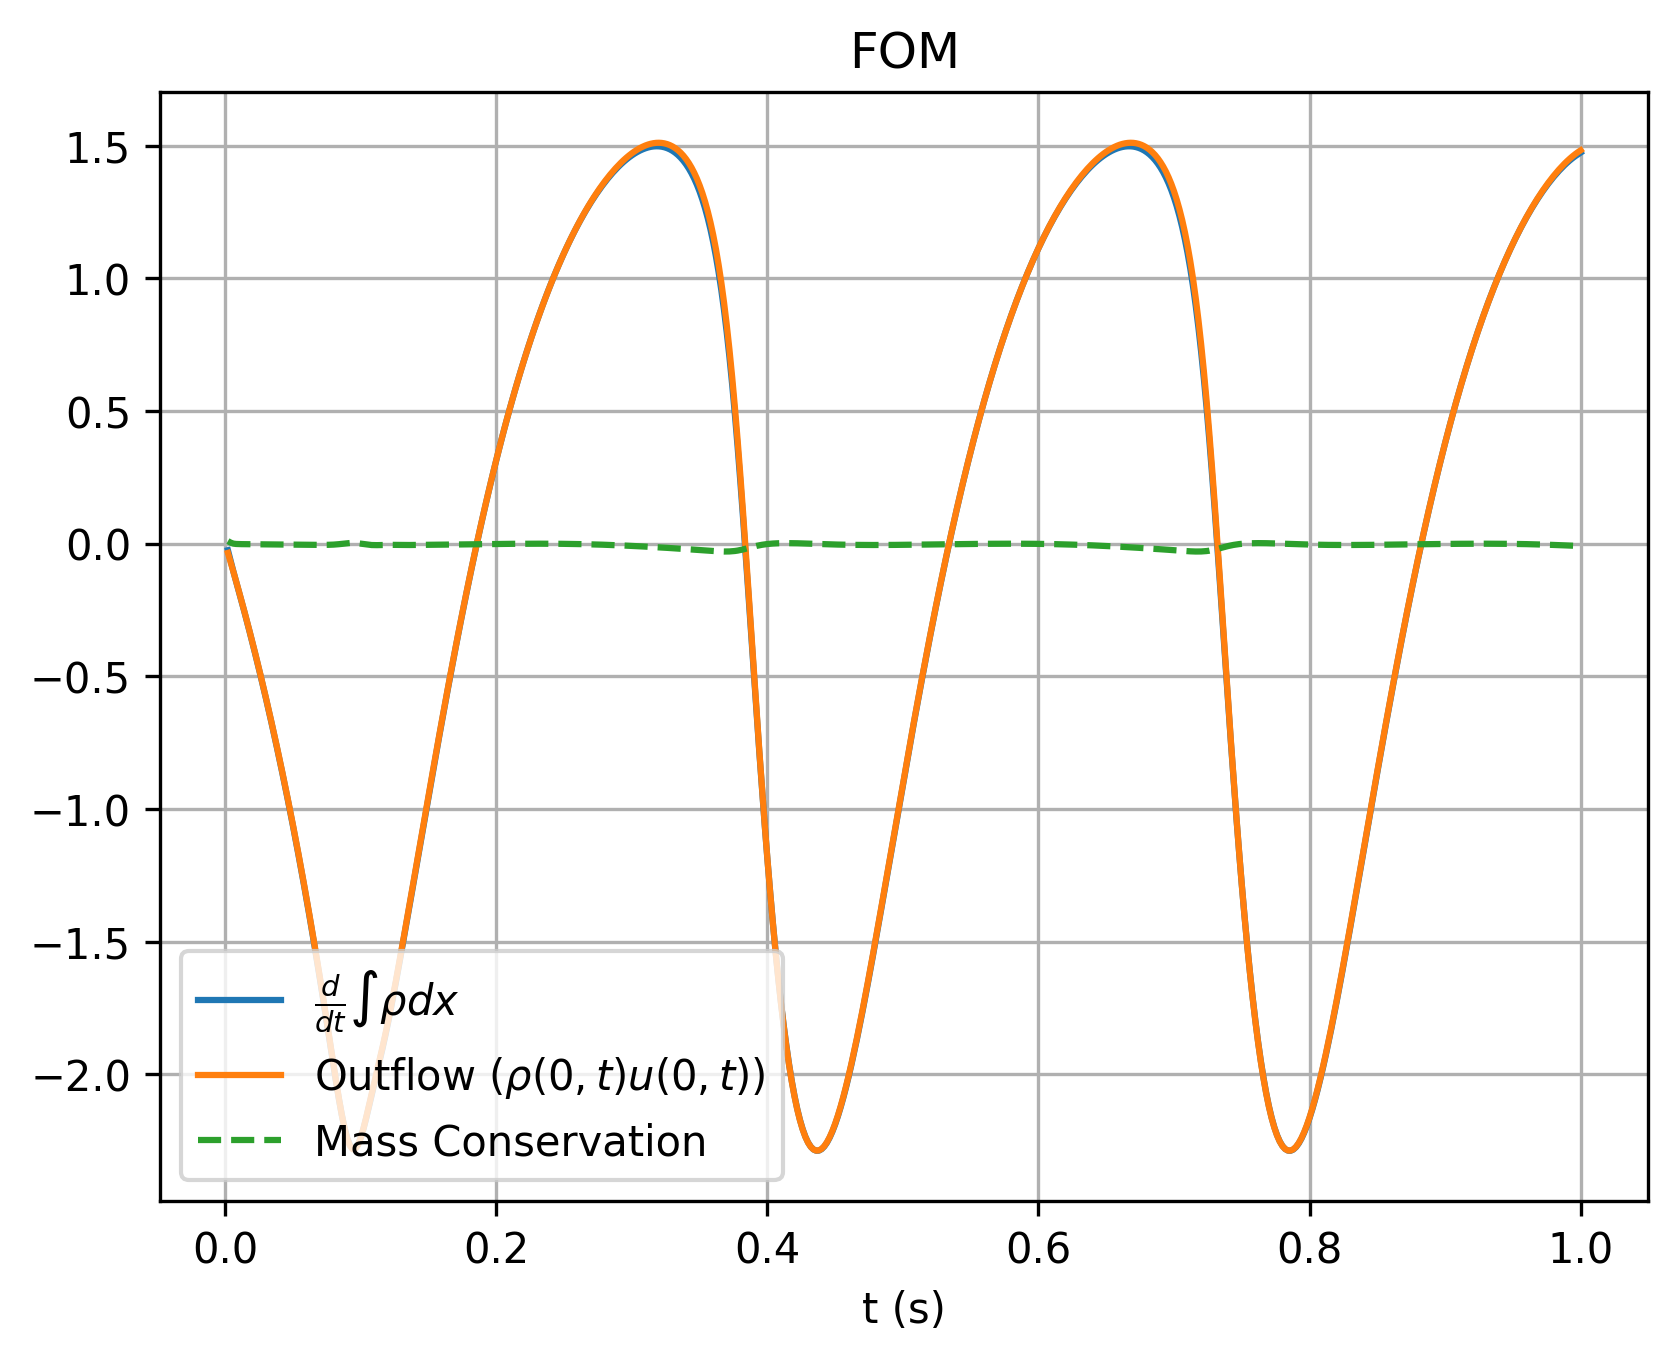 FOM
1.5
1.0
0.5
0.0
−0.5
−1.0
−1.5
−2.0
d/dt ∫ρdx
Outflow (ρ(0, t)u(0, t))
Mass Conservation
0.0 0.2 0.4 0.6 0.8 1.0
t (s)